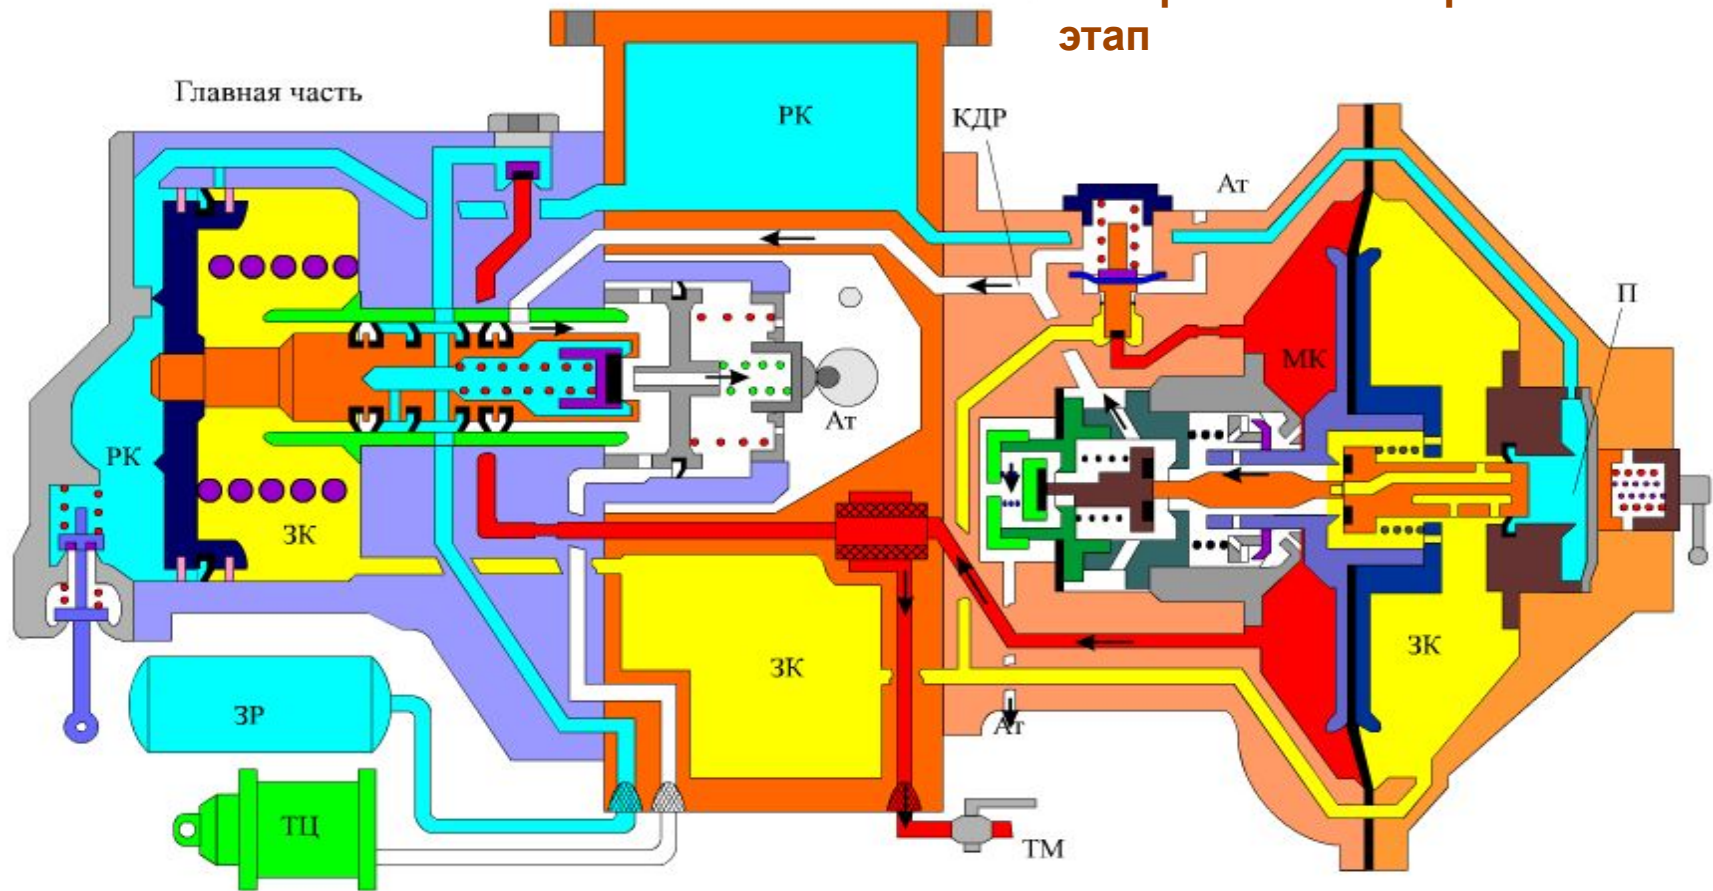 этап
Главная часть
РК
КДР
Ат
П
МК
Ат
РК
ЗК
ЗК
ЗК
ЗР
Ат
ТЦ
ТМ